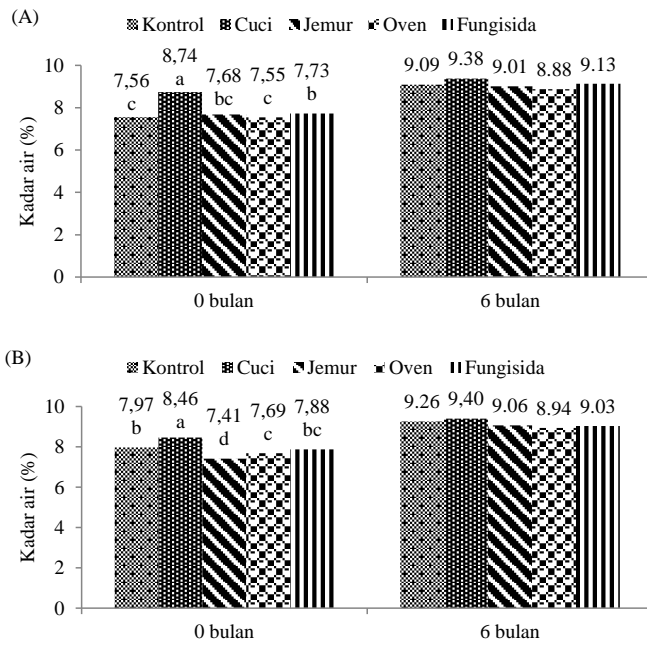 (A)
Kontrol Cuci Jemur Oven Fungisida
7,56 8,74 7,68 7,55 7,73 9.09 9.38 9.01 8.88 9.13
c a bc c b
Kadar air (%)
10
8
6
4
2
0
0 bulan 6 bulan
(B)
Kontrol Cuci Jemur Oven Fungisida
7,97 8,46 7,41 7,69 7,88 9.26 9,40 9.06 8.94 9.03
b a d c bc
Kadar air (%)
10
8
6
4
2
0
0 bulan 6 bulan